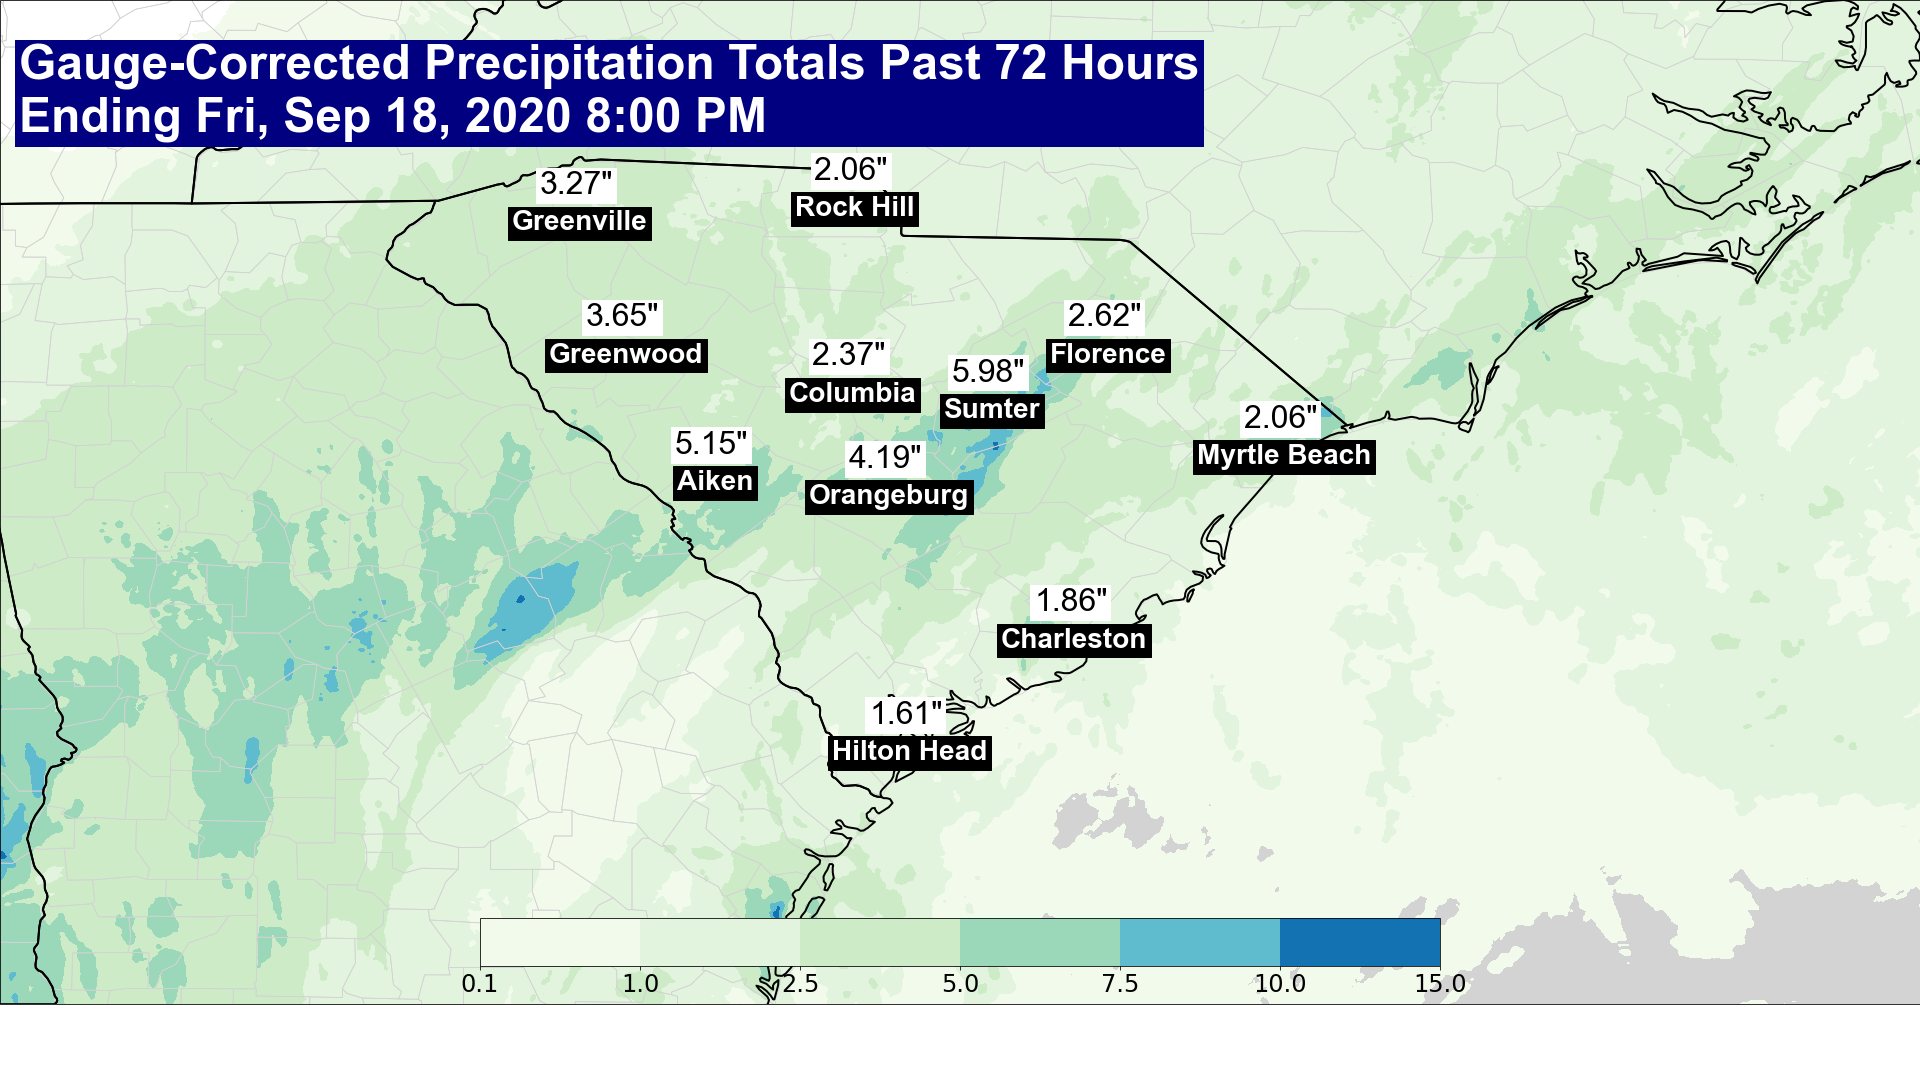 Gauge-Corrected Precipitation Totals Past 72 Hours
Ending Fri, Sep 18, 2020 8:00 PM
3.27"
Greenville
2.06"
Rock Hill
3.65"
Greenwood
2.37"
Columbia
5.98"
Sumter
2.62"
Florence
5.15"
Aiken
4.19"
Orangeburg
2.06"
Myrtle Beach
1.86"
Charleston
1.61"
Hilton Head
0.1 1.0 2.5 5.0 7.5 10.0 15.0